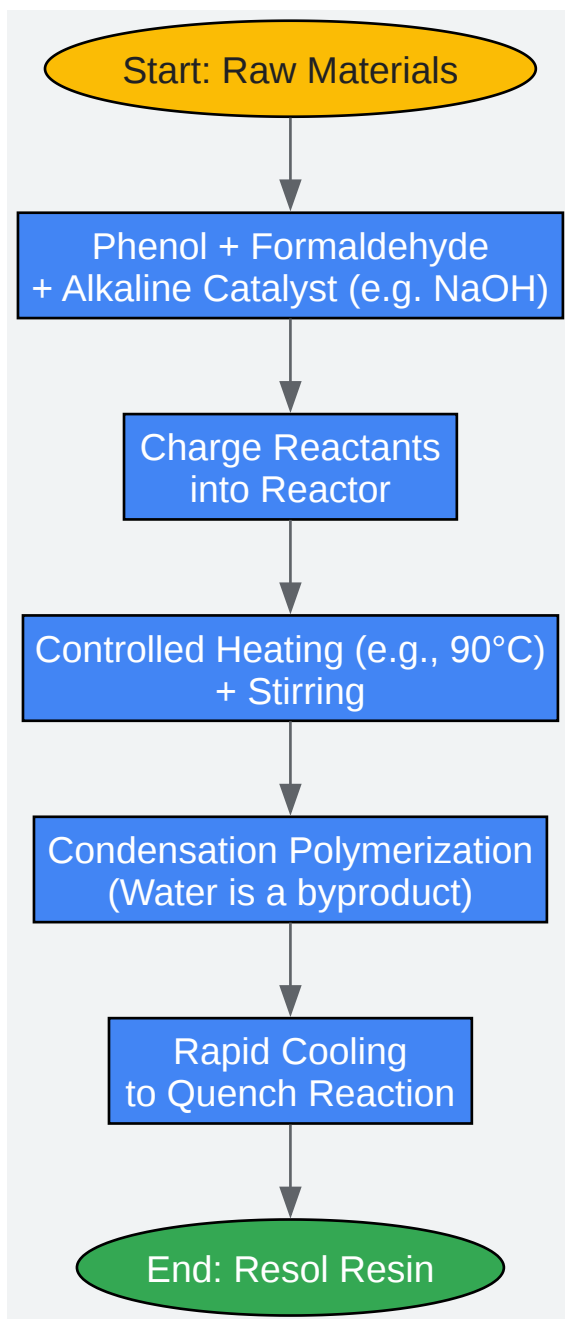 Start: Raw Materials
Phenol + Formaldehyde
+ Alkaline Catalyst (e.g. NaOH)
Charge Reactants
into Reactor
Controlled Heating (e.g., 90°C)
+ Stirring
Condensation Polymerization
(Water is a byproduct)
Rapid Cooling
to Quench Reaction
End: Resol Resin